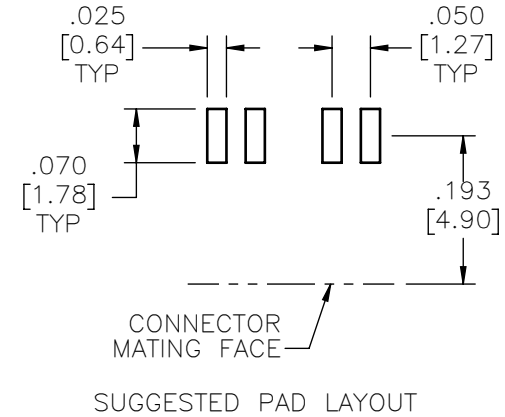 .025
[0.64]
TYP
.050
[1.27]
TYP
.070
[1.78]
TYP
.193
[4.90]
CONNECTOR
MATING FACE
SUGGESTED PAD LAYOUT